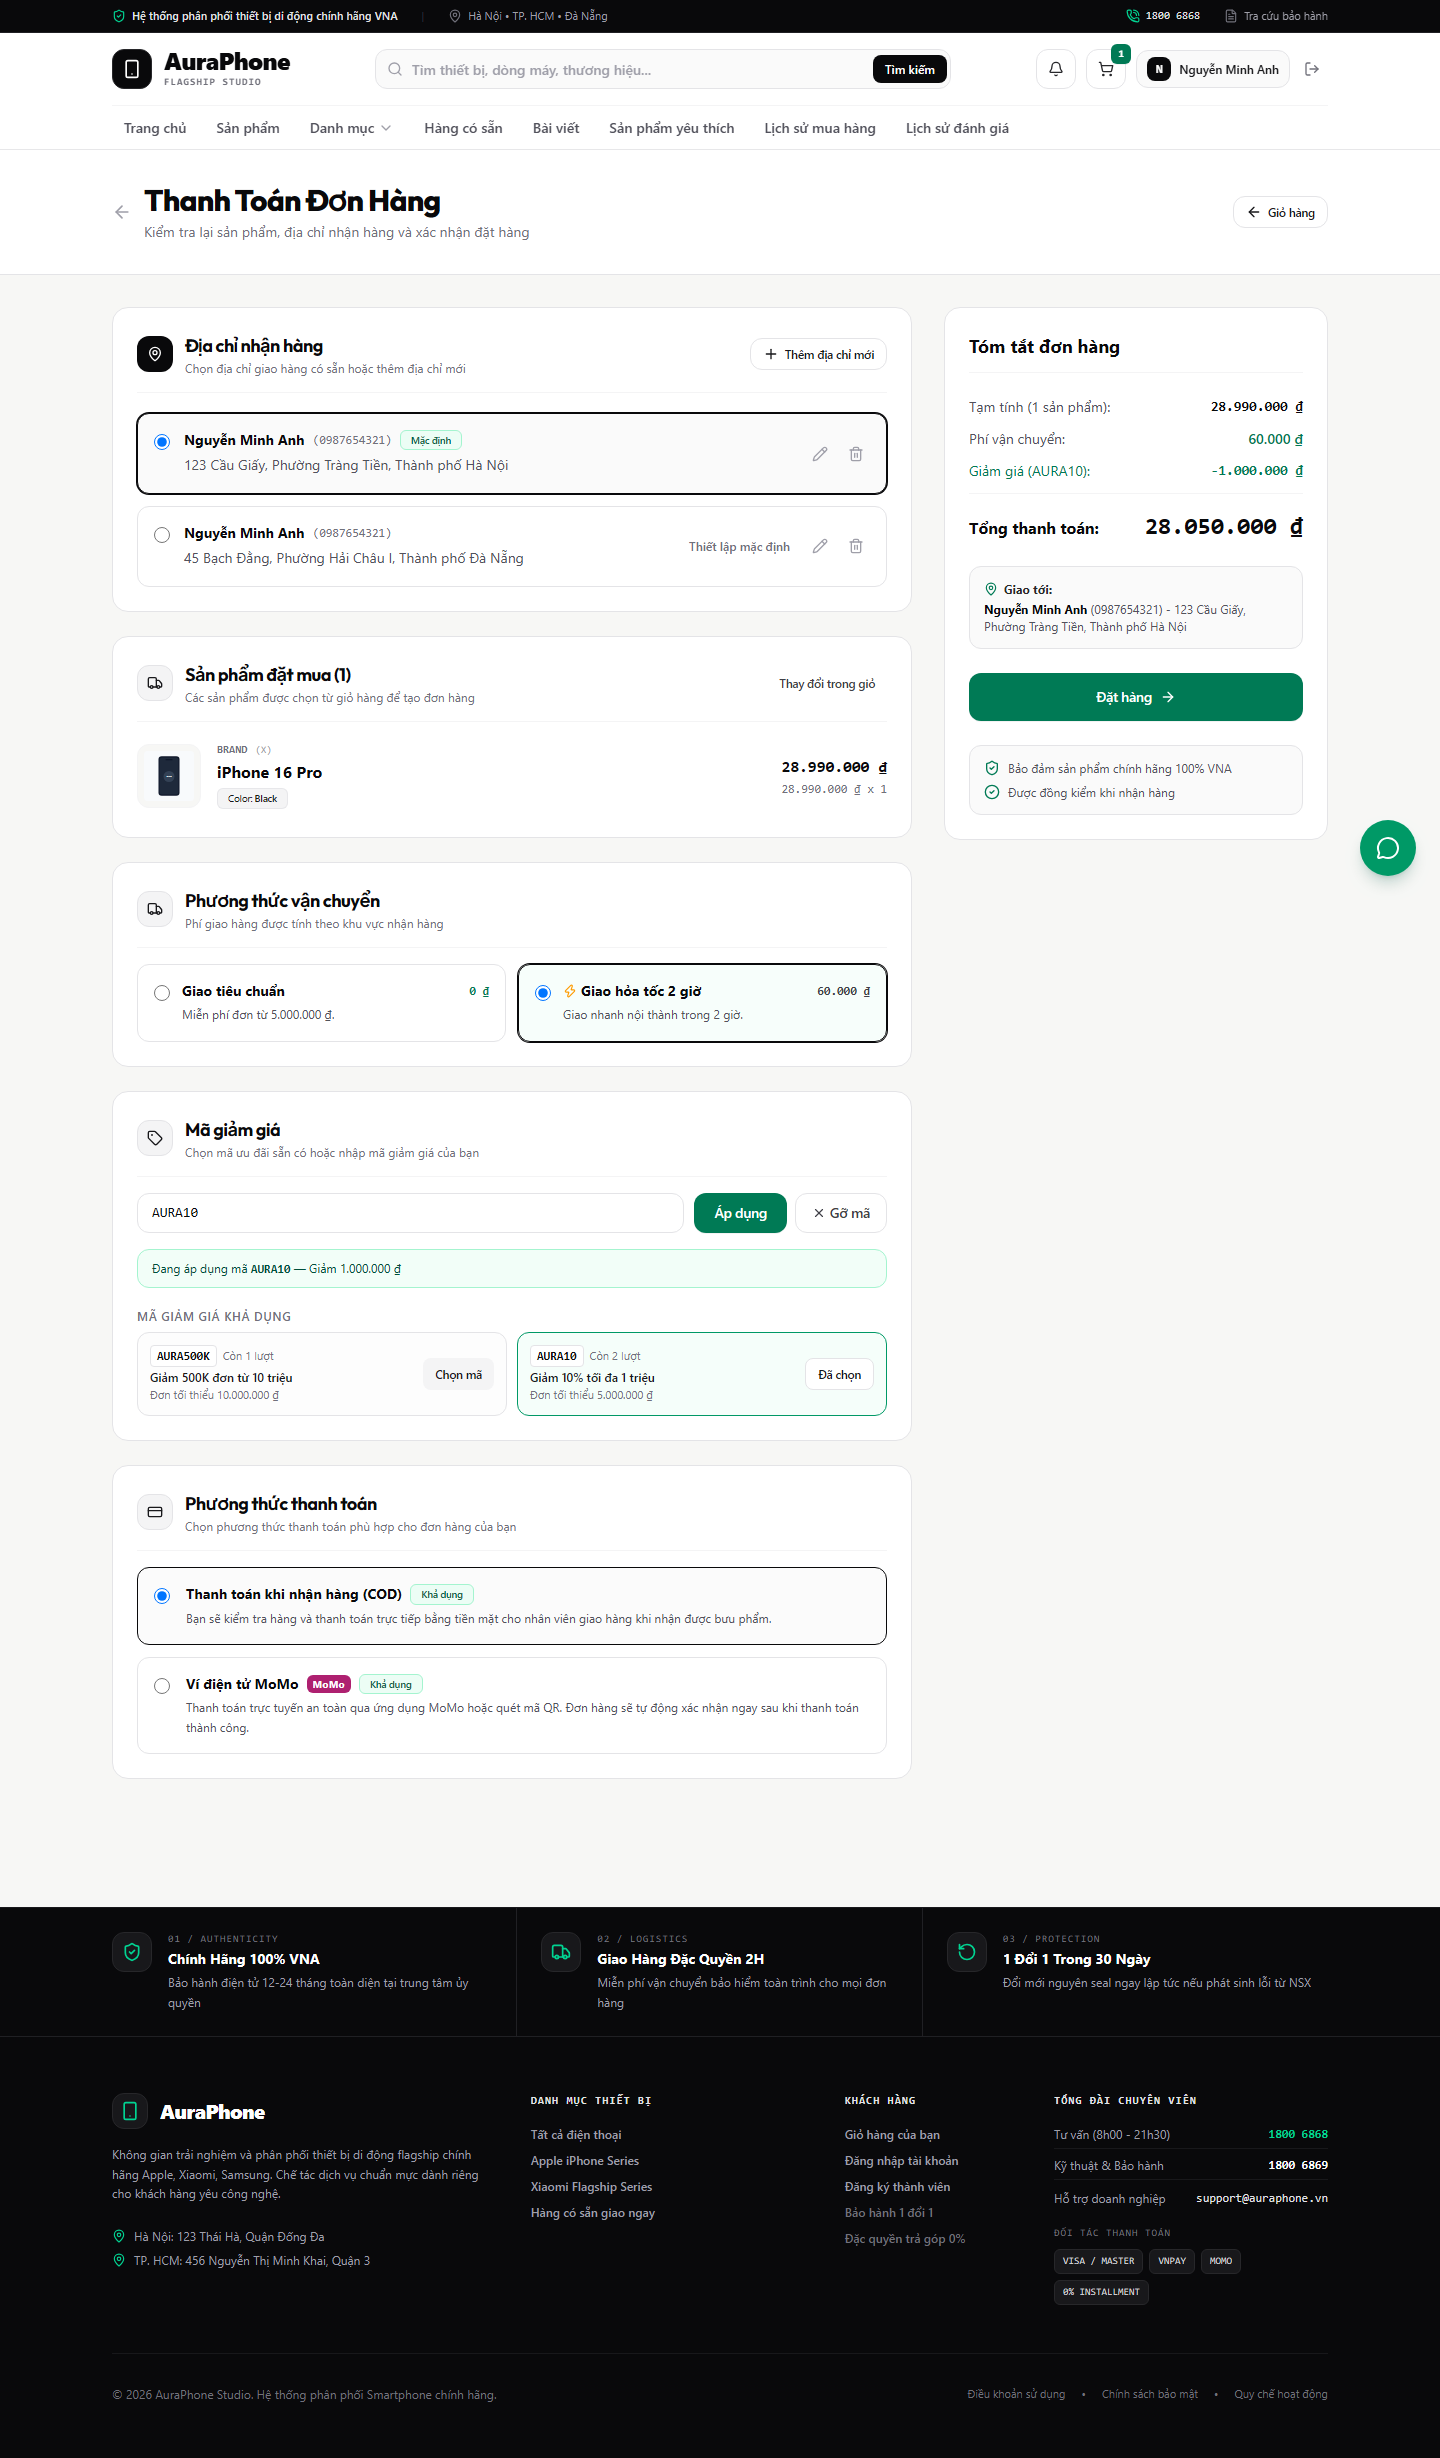 Hệ thống phân phối thiết bị di động chính hãng VNA
Hà Nội • TP. HCM • Đà Nẵng
1800 6868
Tra cứu bảo hành
AuraPhone
FLAGSHIP STUDIO
Tìm thiết bị, dòng máy, thương hiệu...
Tìm kiếm
1
N
Nguyễn Minh Anh
Trang chủ
Sản phẩm
Danh mục
Hàng có sẵn
Bài viết
Sản phẩm yêu thích
Lịch sử mua hàng
Lịch sử đánh giá
Thanh Toán Đơn Hàng
Kiểm tra lại sản phẩm, địa chỉ nhận hàng và xác nhận đặt hàng
Giỏ hàng
Địa chỉ nhận hàng
Chọn địa chỉ giao hàng có sẵn hoặc thêm địa chỉ mới
Thêm địa chỉ mới
Nguyễn Minh Anh (0987654321) Mặc định
123 Cầu Giấy, Phường Tràng Tiền, Thành phố Hà Nội
Nguyễn Minh Anh (0987654321)
45 Bạch Đằng, Phường Hải Châu I, Thành phố Đà Nẵng
Thiết lập mặc định
Sản phẩm đặt mua (1)
Các sản phẩm được chọn từ giỏ hàng để tạo đơn hàng
Thay đổi trong giỏ
BRAND (X)
iPhone 16 Pro
Color: Black
28.990.000 ₫
28.990.000 ₫ x 1
Phương thức vận chuyển
Phí giao hàng được tính theo khu vực nhận hàng
Giao tiêu chuẩn
0 ₫
Miễn phí đơn từ 5.000.000 ₫.
Giao hỏa tốc 2 giờ
60.000 ₫
Giao nhanh nội thành trong 2 giờ.
Mã giảm giá
Chọn mã ưu đãi sẵn có hoặc nhập mã giảm giá của bạn
AURA10
Áp dụng
Gỡ mã
Đang áp dụng mã AURA10 — Giảm 1.000.000 ₫
MÃ GIẢM GIÁ KHẢ DỤNG
AURA500K Còn 1 lượt
Giảm 500K đơn từ 10 triệu
Đơn tối thiểu 10.000.000 ₫
Chọn mã
AURA10 Còn 2 lượt
Giảm 10% tối đa 1 triệu
Đơn tối thiểu 5.000.000 ₫
Đã chọn
Phương thức thanh toán
Chọn phương thức thanh toán phù hợp cho đơn hàng của bạn
Thanh toán khi nhận hàng (COD) Khả dụng
Bạn sẽ kiểm tra hàng và thanh toán trực tiếp bằng tiền mặt cho nhân viên giao hàng khi nhận được bưu phẩm.
Ví điện tử MoMo MoMo Khả dụng
Thanh toán trực tuyến an toàn qua ứng dụng MoMo hoặc quét mã QR. Đơn hàng sẽ tự động xác nhận ngay sau khi thanh toán
thành công.
Tóm tắt đơn hàng
Tạm tính (1 sản phẩm): 28.990.000 ₫
Phí vận chuyển: 60.000 ₫
Giảm giá (AURA10): -1.000.000 ₫
Tổng thanh toán: 28.050.000 ₫
Giao tới:
Nguyễn Minh Anh (0987654321) - 123 Cầu Giấy,
Phường Tràng Tiền, Thành phố Hà Nội
Đặt hàng
Bảo đảm sản phẩm chính hãng 100% VNA
Được đồng kiểm khi nhận hàng
01 / AUTHENTICITY
Chính Hãng 100% VNA
Bảo hành điện tử 12-24 tháng toàn diện tại trung tâm ủy
quyền
02 / LOGISTICS
Giao Hàng Đặc Quyền 2H
Miễn phí vận chuyển bảo hiểm toàn trình cho mọi đơn
hàng
03 / PROTECTION
1 Đổi 1 Trong 30 Ngày
Đổi mới nguyên seal ngay lập tức nếu phát sinh lỗi từ NSX
AuraPhone
Không gian trải nghiệm và phân phối thiết bị di động flagship chính
hãng Apple, Xiaomi, Samsung. Chế tác dịch vụ chuẩn mực dành riêng
cho khách hàng yêu công nghệ.
Hà Nội: 123 Thái Hà, Quận Đống Đa
TP. HCM: 456 Nguyễn Thị Minh Khai, Quận 3
DANH MỤC THIẾT BỊ
Tất cả điện thoại
Apple iPhone Series
Xiaomi Flagship Series
Hàng có sẵn giao ngay
KHÁCH HÀNG
Giỏ hàng của bạn
Đăng nhập tài khoản
Đăng ký thành viên
Bảo hành 1 đổi 1
Đặc quyền trả góp 0%
TỔNG ĐÀI CHUYÊN VIÊN
Tư vấn (8h00 - 21h30) 1800 6868
Kỹ thuật & Bảo hành 1800 6869
Hỗ trợ doanh nghiệp support@auraphone.vn
ĐỐI TÁC THANH TOÁN
VISA / MASTER
VNPAY
MOMO
0% INSTALLMENT
© 2026 AuraPhone Studio. Hệ thống phân phối Smartphone chính hãng.
Điều khoản sử dụng • Chính sách bảo mật • Quy chế hoạt động